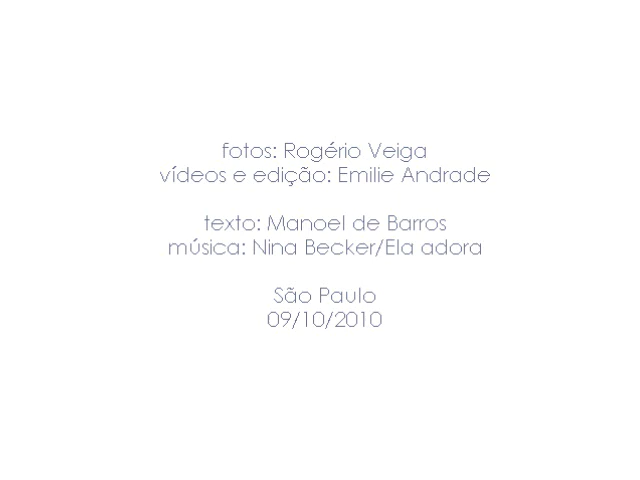 fotos: Rogério Veiga
vídeos e edição: Emilie Andrade
texto: Manoel de Barros
música: Nina Becker/Ela adora
São Paulo
09/10/2010